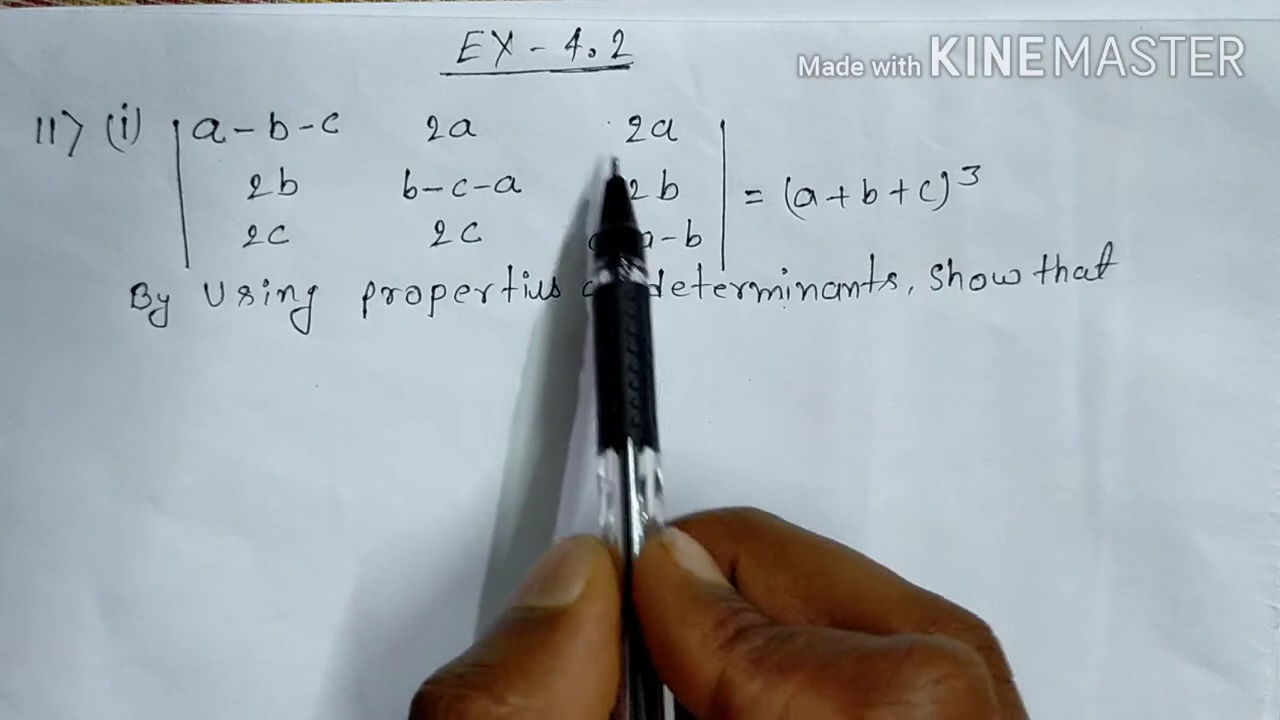 EX - 4.2
Made with KINEMASTER
11) (i) | a-b-c 2a 2a |
| 2b b-c-a 2b | = (a+b+c)³
| 2c 2c a-b |
By Using properties determinants, show that